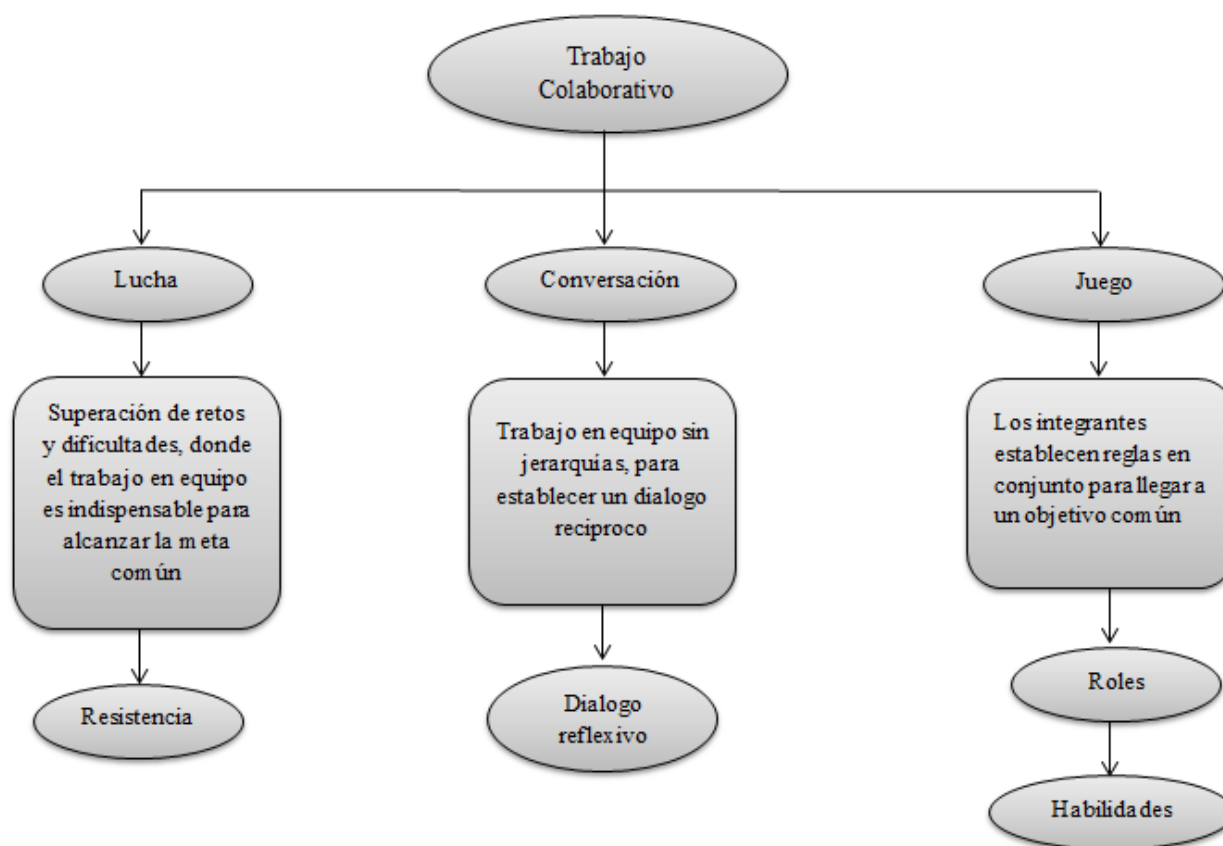 Trabajo
Colaborativo
Lucha
Conversación
Juego
Superación de retos
y dificultades, donde
el trabajo en equipo
es indispensable para
alcanzar la meta
común
Trabajo en equipo sin
jerarquías, para
establecer un dialogo
reciproco
Los integrantes
establecen reglas en
conjunto para llegar a
un objetivo común
Resistencia
Dialogo
reflexivo
Roles
Habilidades